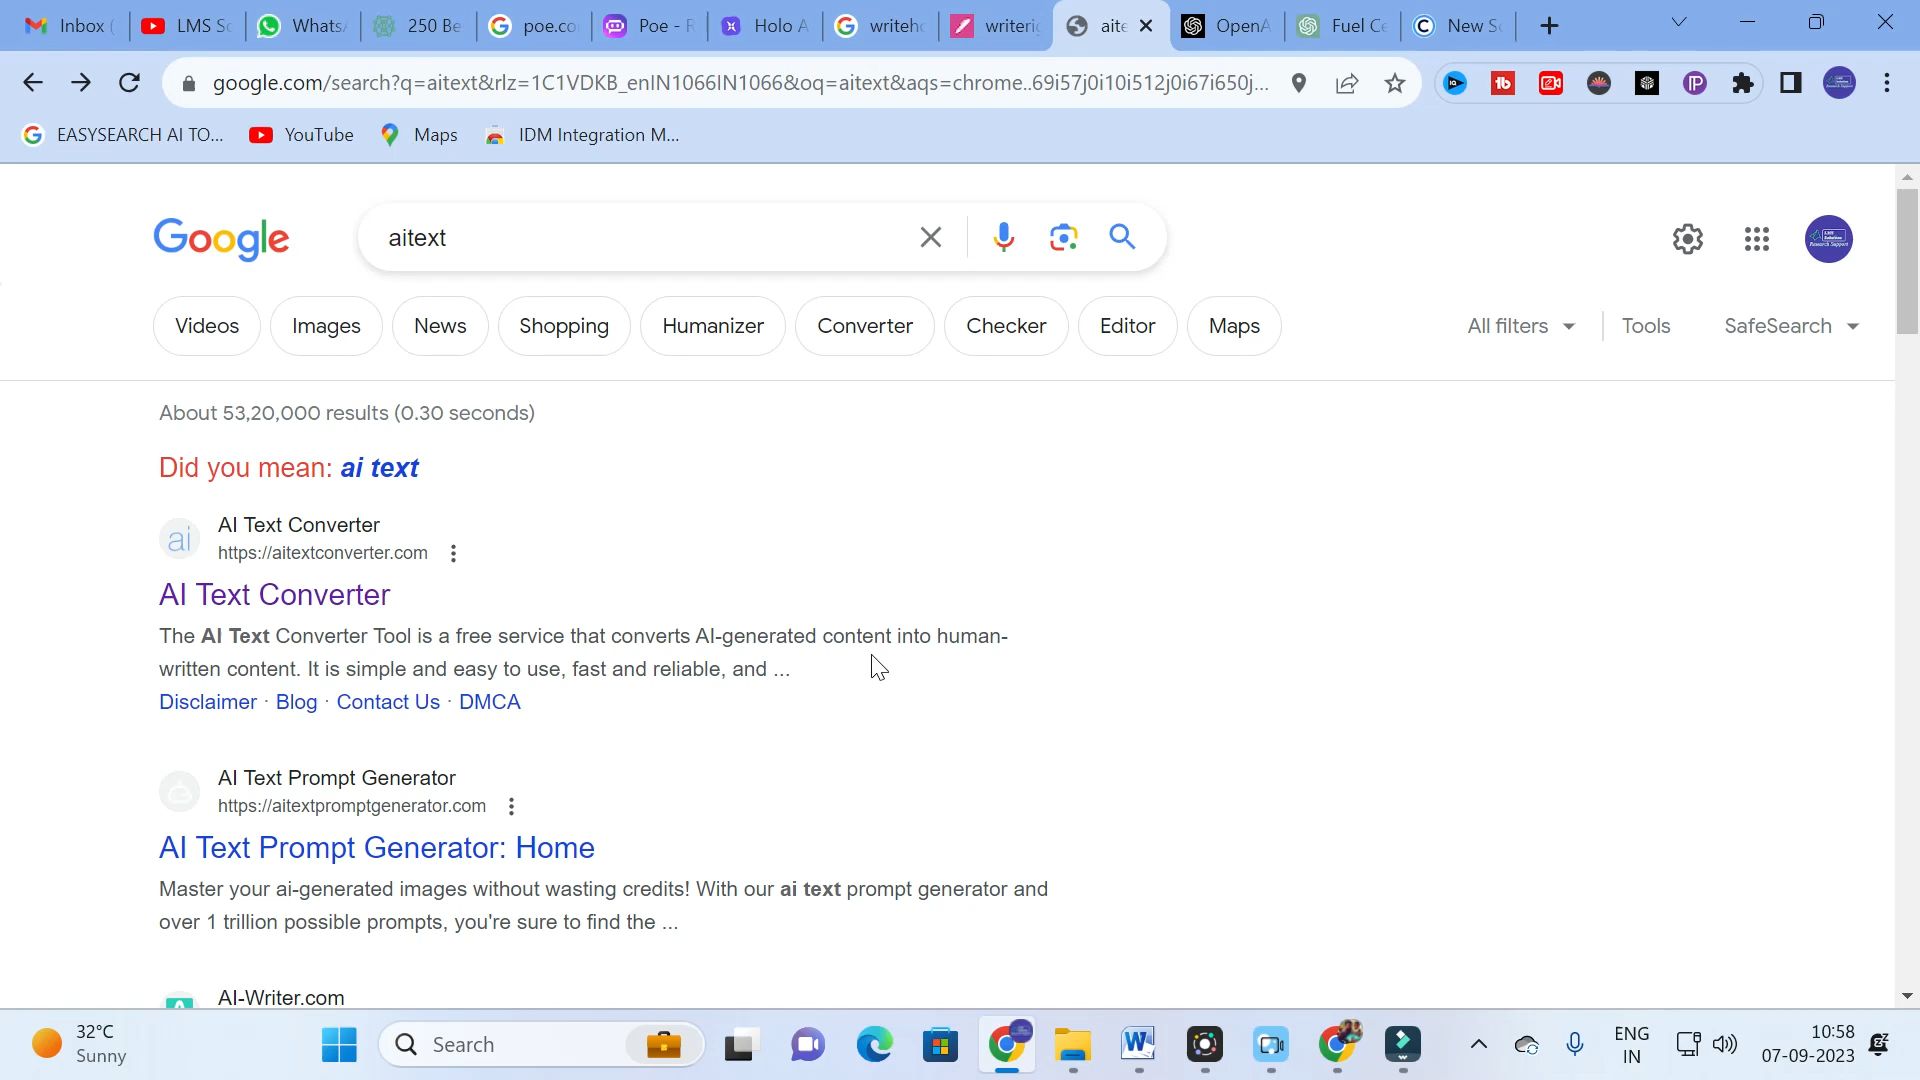 Inbox
LMS
Whats
250 Be
poe.co
Poe - F
Holo A
writeh
writeri
aite
OpenA
Fuel Ce
New
google.com/search?q=aitext&rlz=1C1VDKB_enIN1066IN1066&oq=aitext&aqs=chrome..69i57j0i10i512j0i67i650j...
EASYSEARCH AI TO... YouTube Maps IDM Integration M...
Google
aitext
Videos Images News Shopping Humanizer Converter Checker Editor Maps All filters Tools SafeSearch
About 53,20,000 results (0.30 seconds)
Did you mean: ai text
ai
AI Text Converter
https://aitextconverter.com
AI Text Converter
The AI Text Converter Tool is a free service that converts AI-generated content into human-
written content. It is simple and easy to use, fast and reliable, and ...
Disclaimer · Blog · Contact Us · DMCA
AI Text Prompt Generator
https://aitextpromptgenerator.com
AI Text Prompt Generator: Home
Master your ai-generated images without wasting credits! With our ai text prompt generator and
over 1 trillion possible prompts, you're sure to find the ...
AI-Writer.com
32°C
Sunny
Search
ENG
IN
10:58
07-09-2023